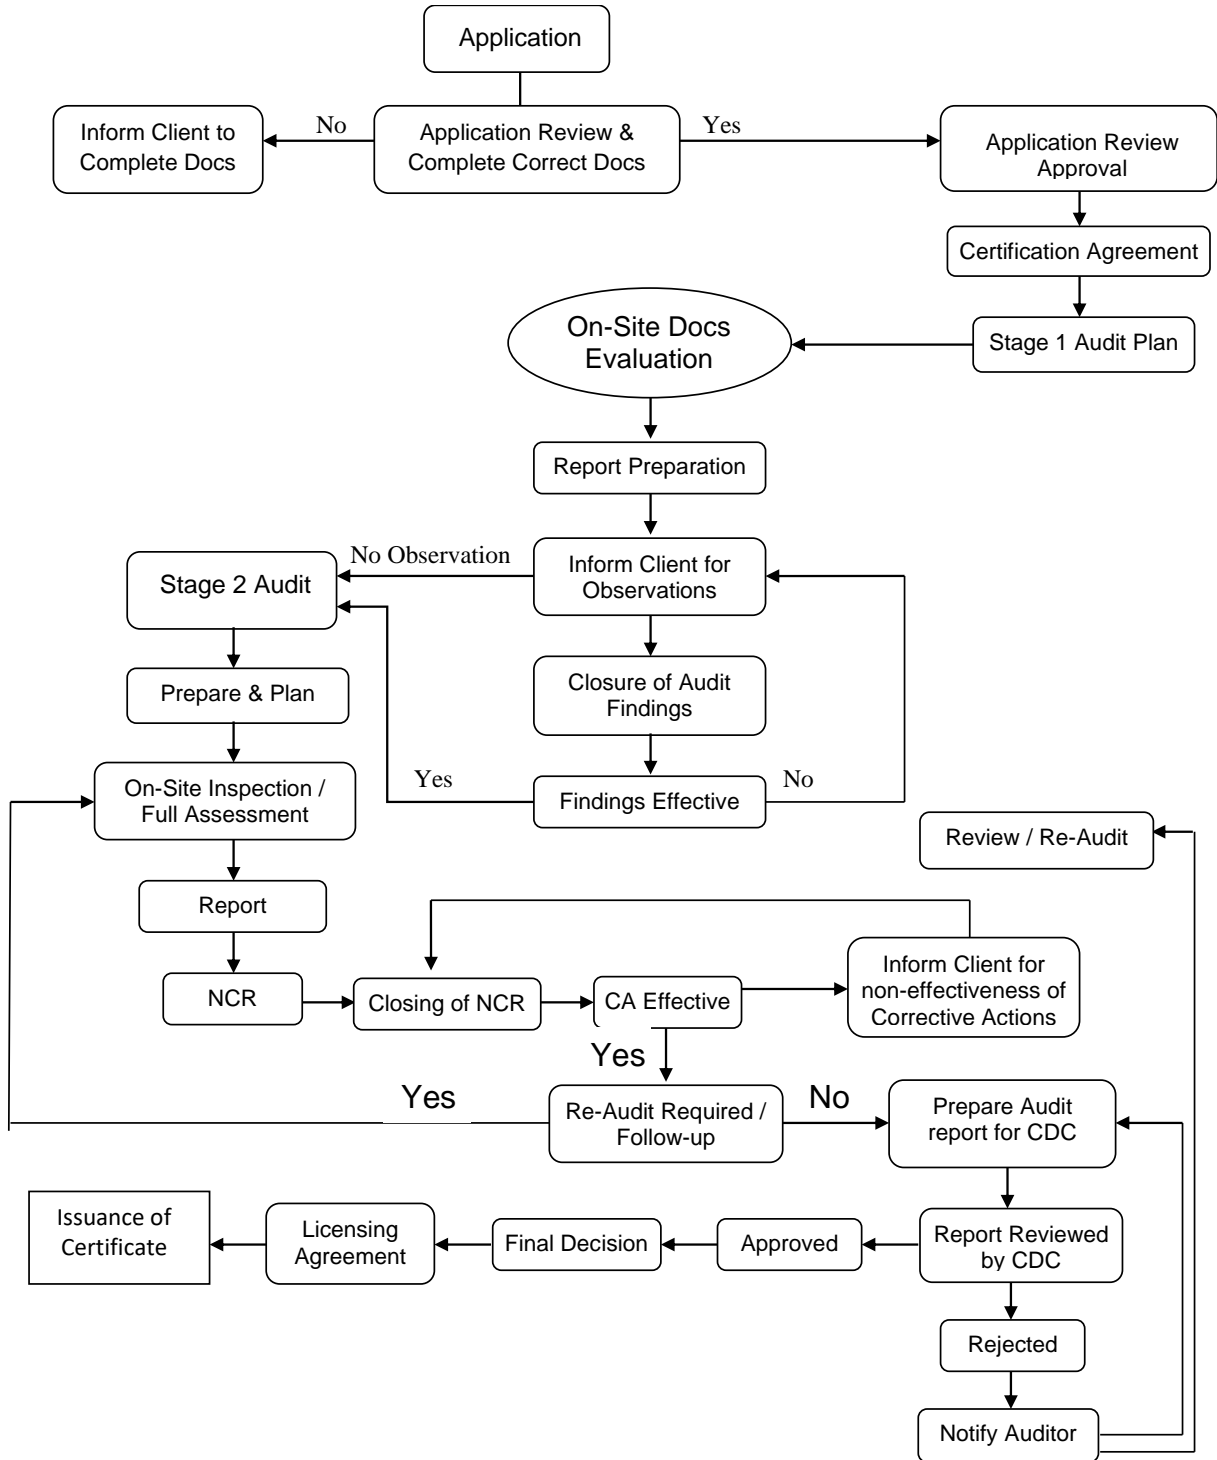 Application
Inform Client to
Complete Docs
No
Application Review &
Complete Correct Docs
Yes
Application Review
Approval
Certification Agreement
Stage 1 Audit Plan
On-Site Docs
Evaluation
Report Preparation
Inform Client for
Observations
No Observation
Stage 2 Audit
Closure of Audit
Findings
Prepare & Plan
Findings Effective
Yes
No
On-Site Inspection /
Full Assessment
Review / Re-Audit
Report
NCR
Closing of NCR
CA Effective
Inform Client for
non-effectiveness of
Corrective Actions
Yes
Re-Audit Required /
Follow-up
Yes
No
Prepare Audit
report for CDC
Report Reviewed
by CDC
Approved
Final Decision
Licensing
Agreement
Issuance of
Certificate
Rejected
Notify Auditor